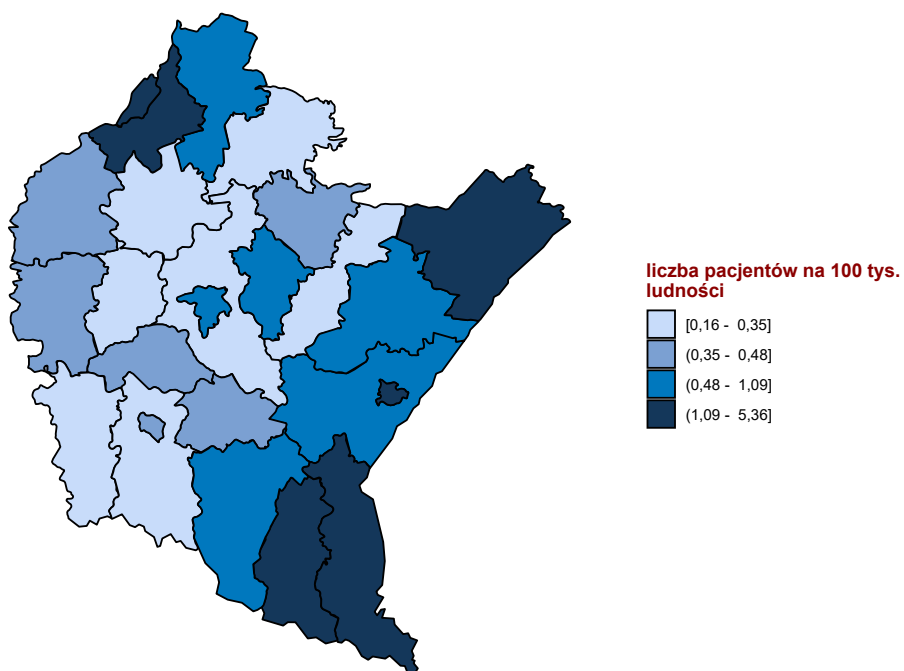 liczba pacjentów na 100 tys.
ludności
[0,16 - 0,35]
(0,35 - 0,48]
(0,48 - 1,09]
(1,09 - 5,36]